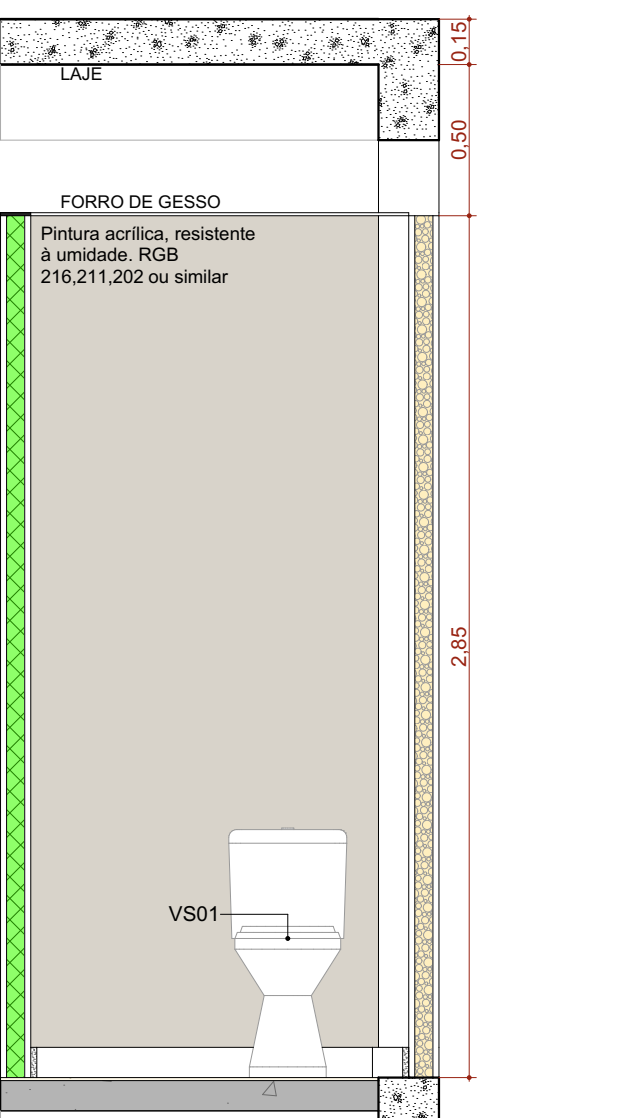 0,15
LAJE
0,50
FORRO DE GESSO
Pintura acrílica, resistente
à umidade. RGB
216,211,202 ou similar
2,85
VS01